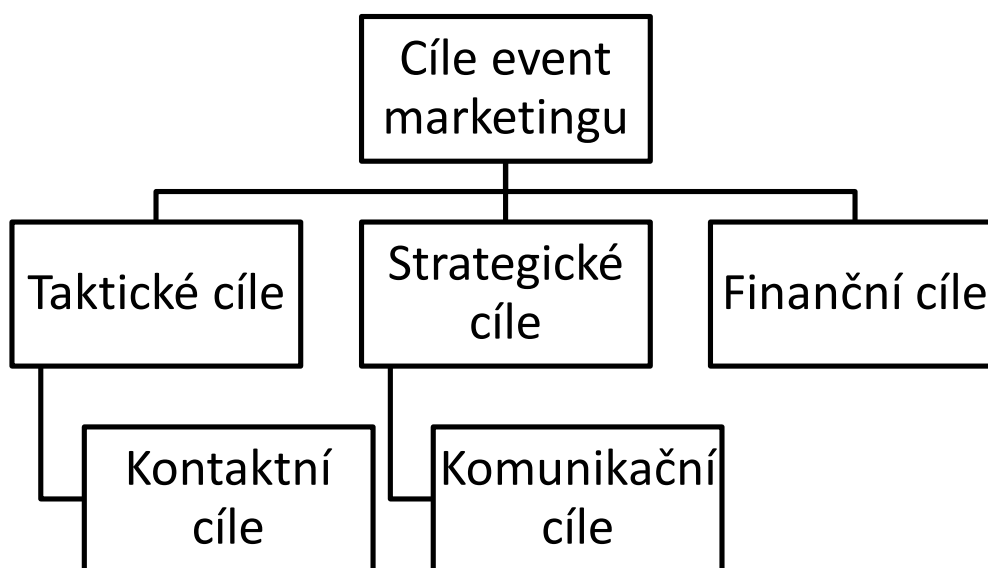 Cíle event
marketingu
Taktické cíle
Strategické
cíle
Finanční cíle
Kontaktní
cíle
Komunikační
cíle